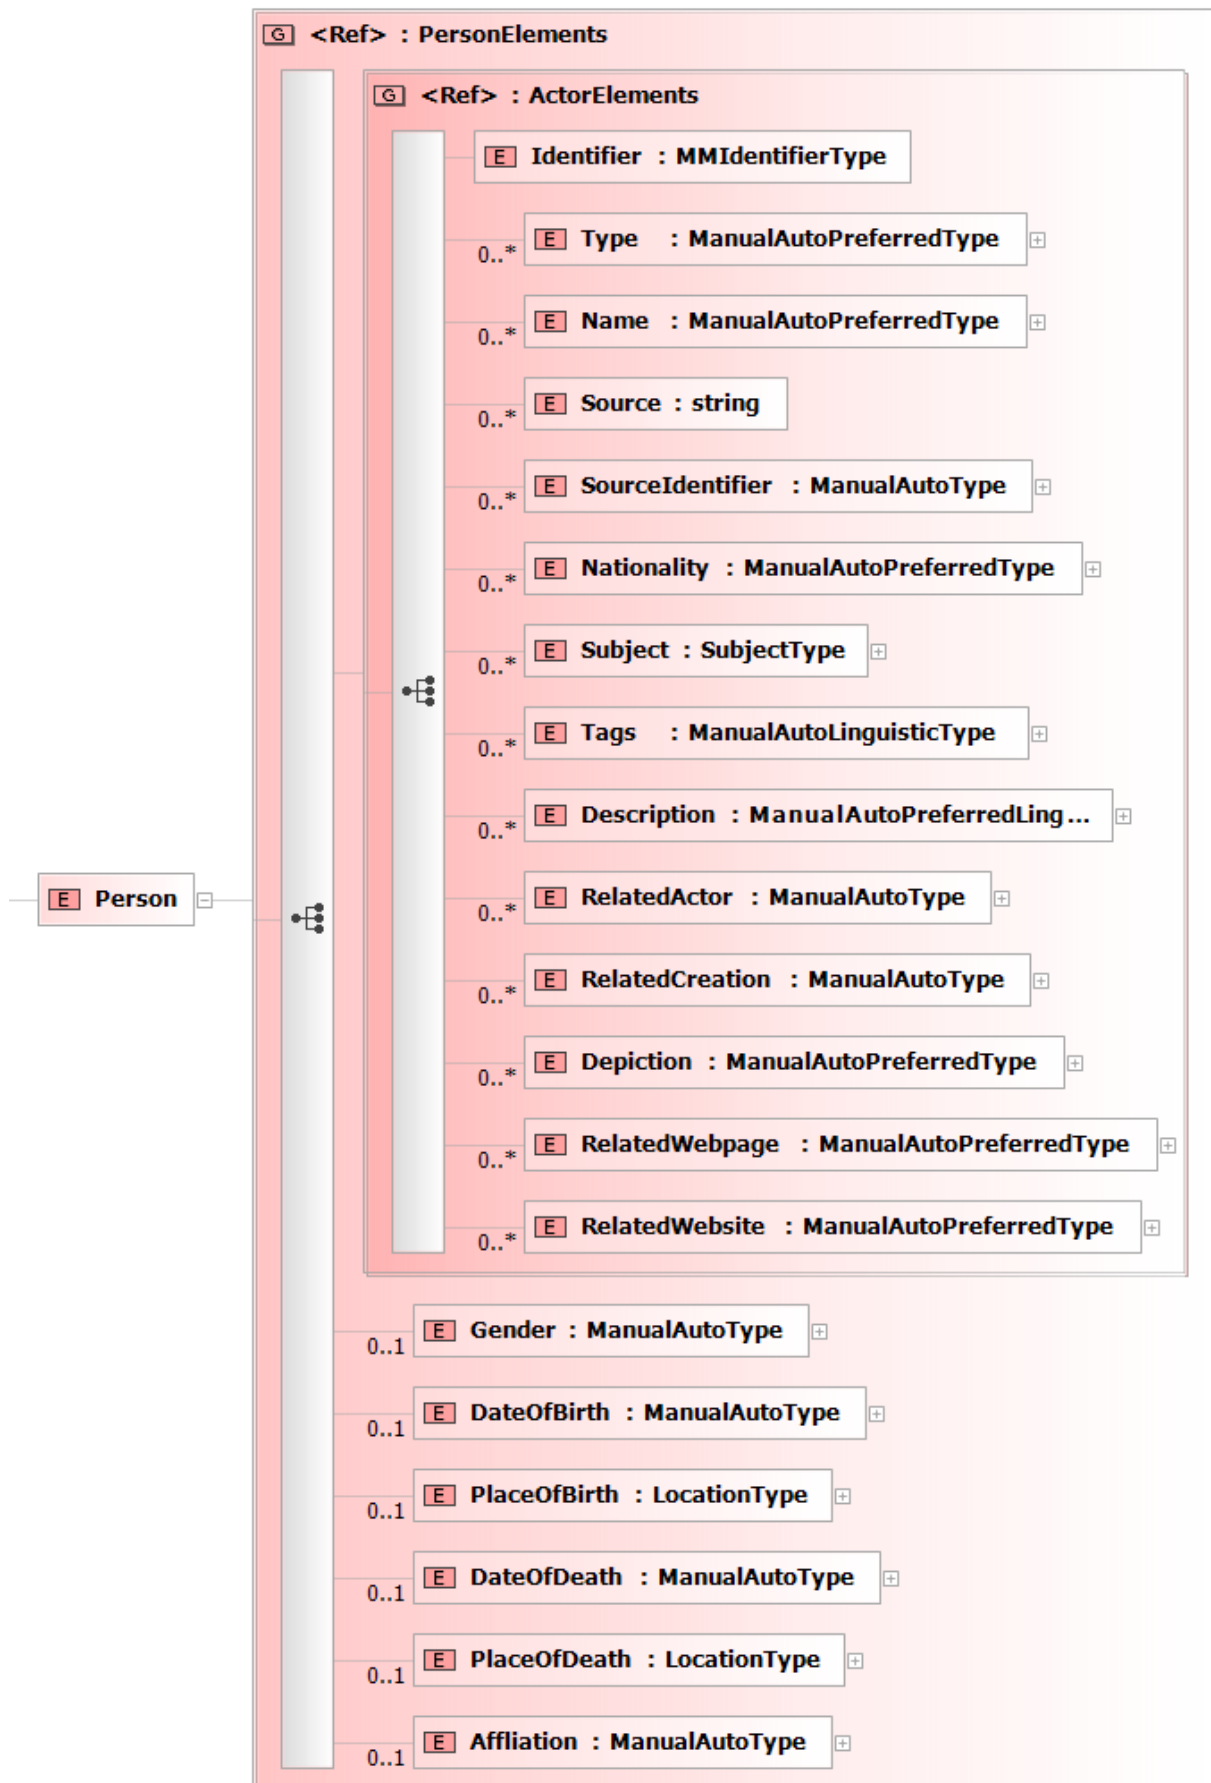 G <Ref> : PersonElements
G <Ref> : ActorElements
E Identifier : MMIdentifierType
0..* E Type : ManualAutoPreferredType
0..* E Name : ManualAutoPreferredType
0..* E Source : string
0..* E SourceIdentifier : ManualAutoType
0..* E Nationality : ManualAutoPreferredType
0..* E Subject : SubjectType
0..* E Tags : ManualAutoLinguisticType
0..* E Description : ManualAutoPreferredLing...
0..* E RelatedActor : ManualAutoType
E Person
0..* E RelatedCreation : ManualAutoType
0..* E Depiction : ManualAutoPreferredType
0..* E RelatedWebpage : ManualAutoPreferredType
0..* E RelatedWebsite : ManualAutoPreferredType
0..1 E Gender : ManualAutoType
0..1 E DateOfBirth : ManualAutoType
0..1 E PlaceOfBirth : LocationType
0..1 E DateOfDeath : ManualAutoType
0..1 E PlaceOfDeath : LocationType
0..1 E Affliation : ManualAutoType